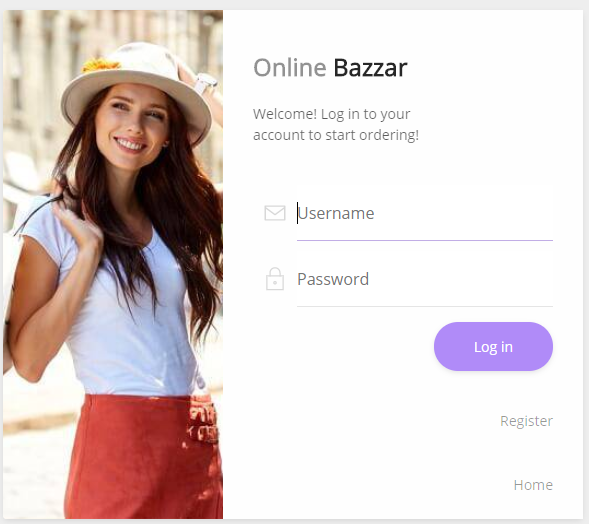 Online Bazzar
Welcome! Log in to your
account to start ordering!
Username
Password
Log in
Register
Home